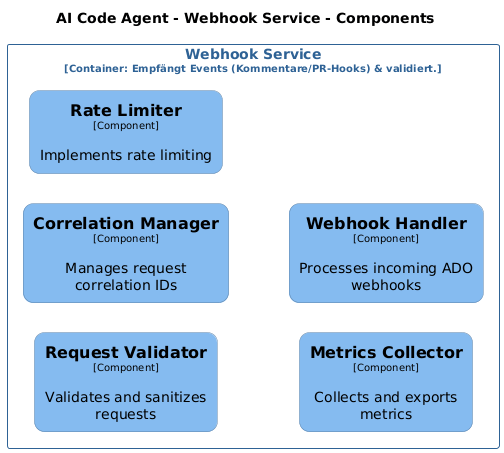 AI Code Agent - Webhook Service - Components
Webhook Service
[Container: Empfängt Events (Kommentare/PR-Hooks) & validiert.]
Rate Limiter
[Component]
Implements rate limiting
Correlation Manager
[Component]
Manages request
correlation IDs
Webhook Handler
[Component]
Processes incoming ADO
webhooks
Request Validator
[Component]
Validates and sanitizes
requests
Metrics Collector
[Component]
Collects and exports
metrics